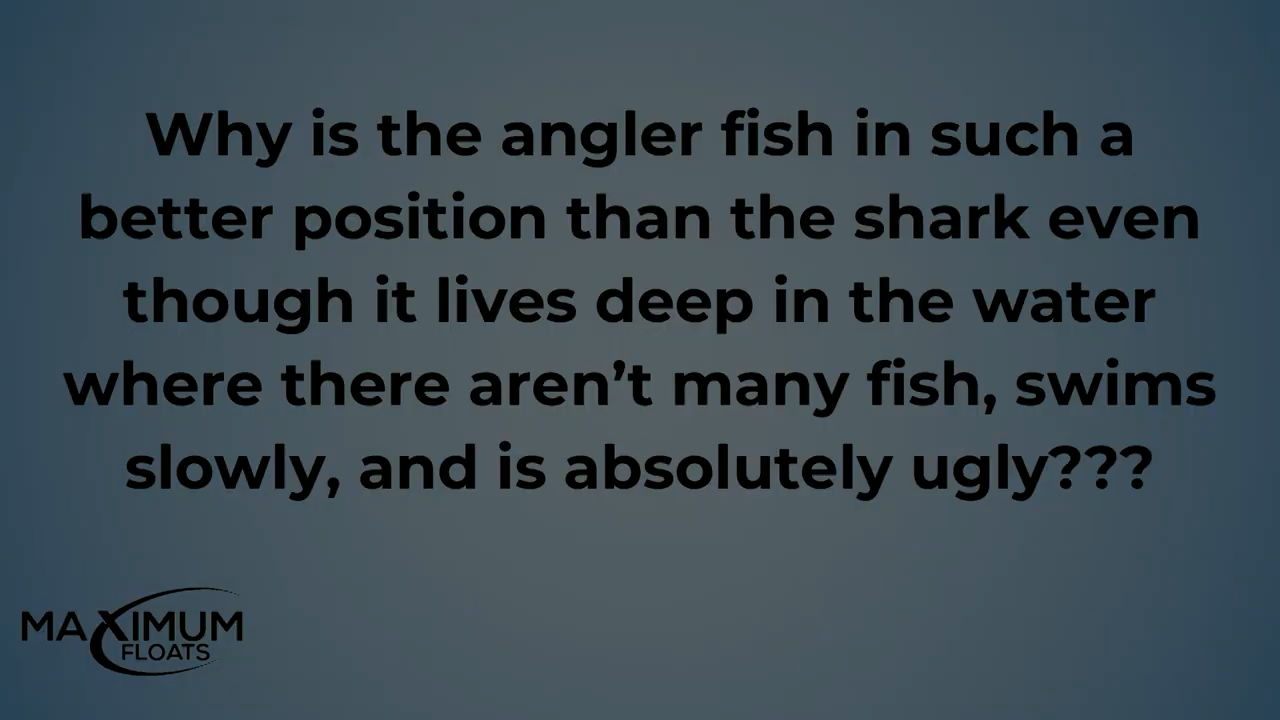 Why is the angler fish in such a
better position than the shark even
though it lives deep in the water
where there aren’t many fish, swims
slowly, and is absolutely ugly???
MAXIMUM
FLOATS